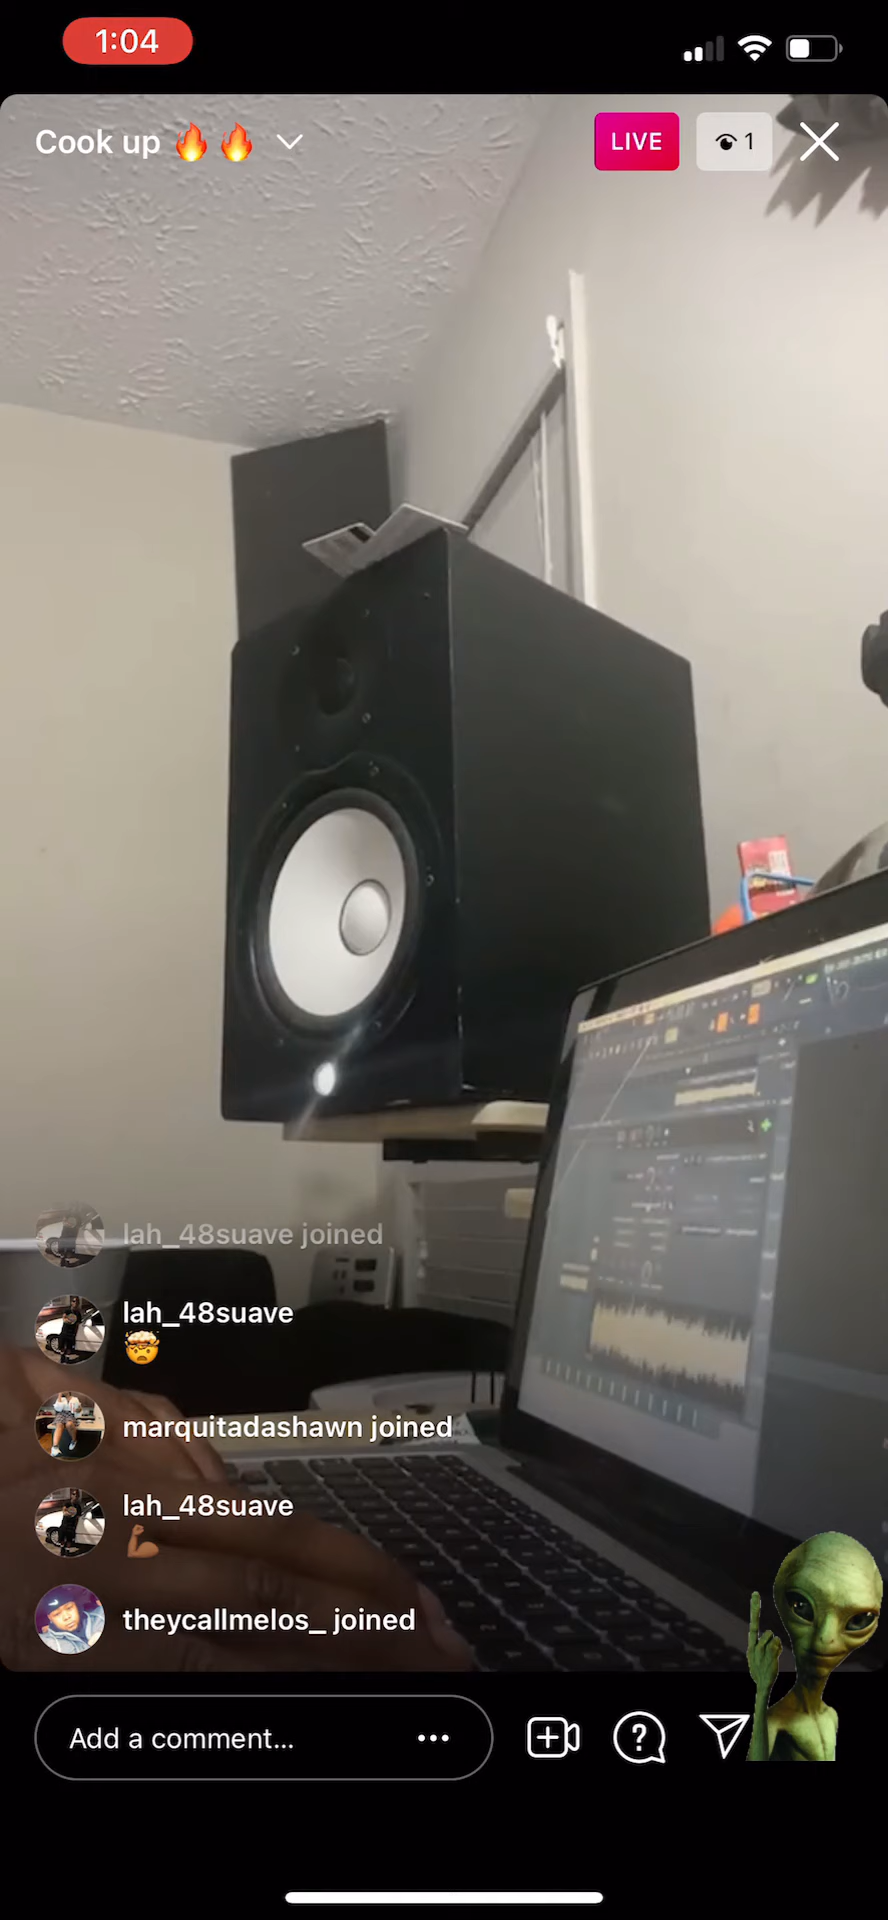 1:04
Cook up 🔥🔥
LIVE
1
lah_48suave joined
lah_48suave
🤯
marquitadashawn joined
lah_48suave
💪🏽
theycallmelos_ joined
Add a comment...